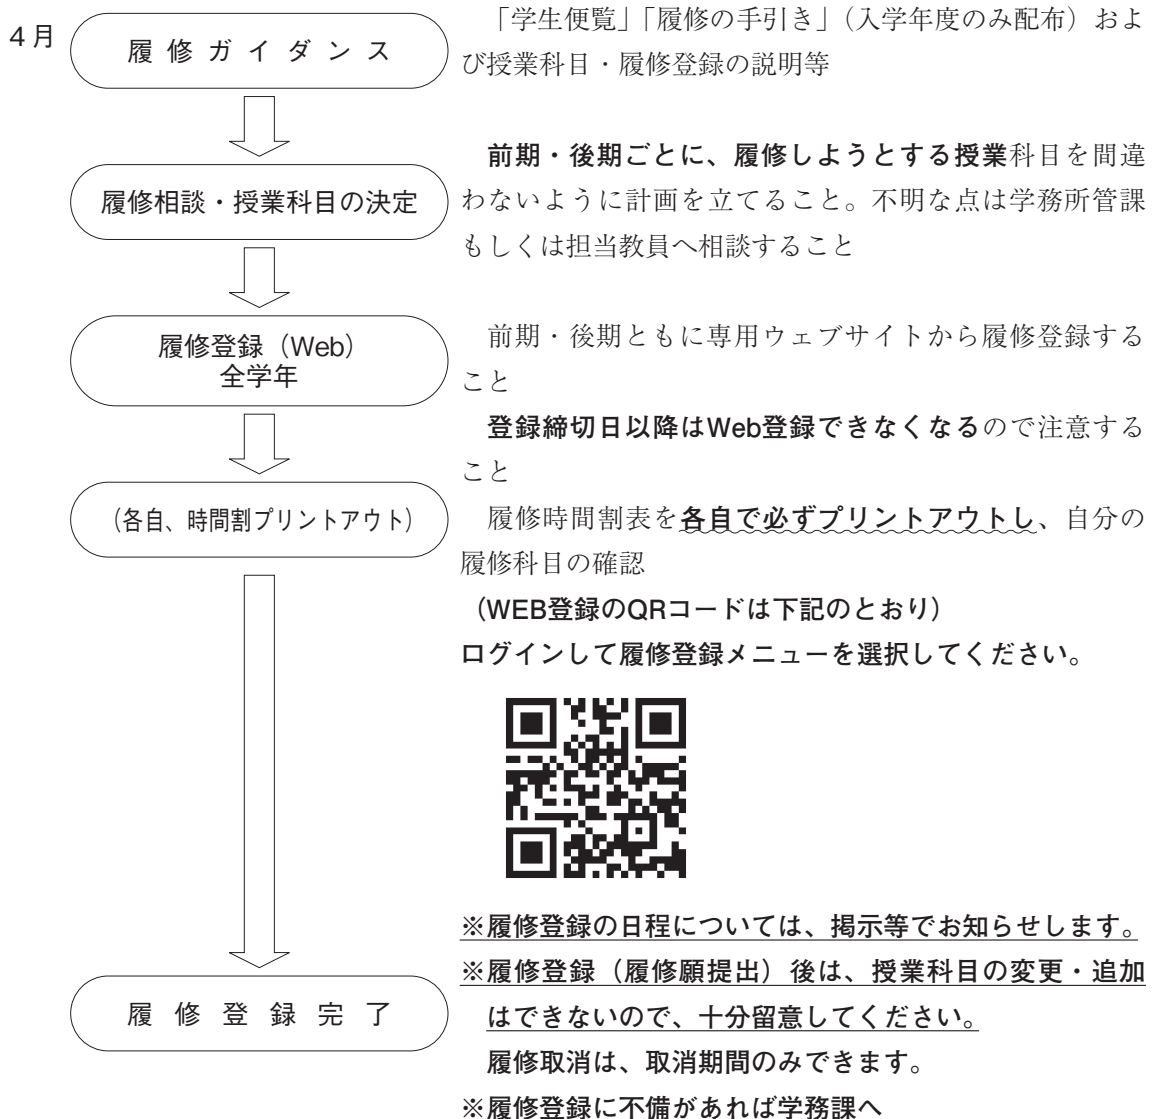 4月
履修ガイダンス
「学生便覧」「履修の手引き」（入学年度のみ配布）およ
び授業科目・履修登録の説明等
履修相談・授業科目の決定
前期・後期ごとに、履修しようとする授業科目を間違
わないように計画を立てること。不明な点は学務所管課
もしくは担当教員へ相談すること
履修登録（Web）
全学年
前期・後期ともに専用ウェブサイトから履修登録する
こと
登録締切日以降はWeb登録できなくなるので注意する
こと
（各自、時間割プリントアウト）
履修時間割表を各自で必ずプリントアウトし、自分の
履修科目の確認
（WEB登録のQRコードは下記のとおり）
ログインして履修登録メニューを選択してください。
※履修登録の日程については、掲示等でお知らせします。
※履修登録（履修願提出）後は、授業科目の変更・追加
はできないので、十分留意してください。
履修取消は、取消期間のみできます。
※履修登録に不備があれば学務課へ
履修登録完了